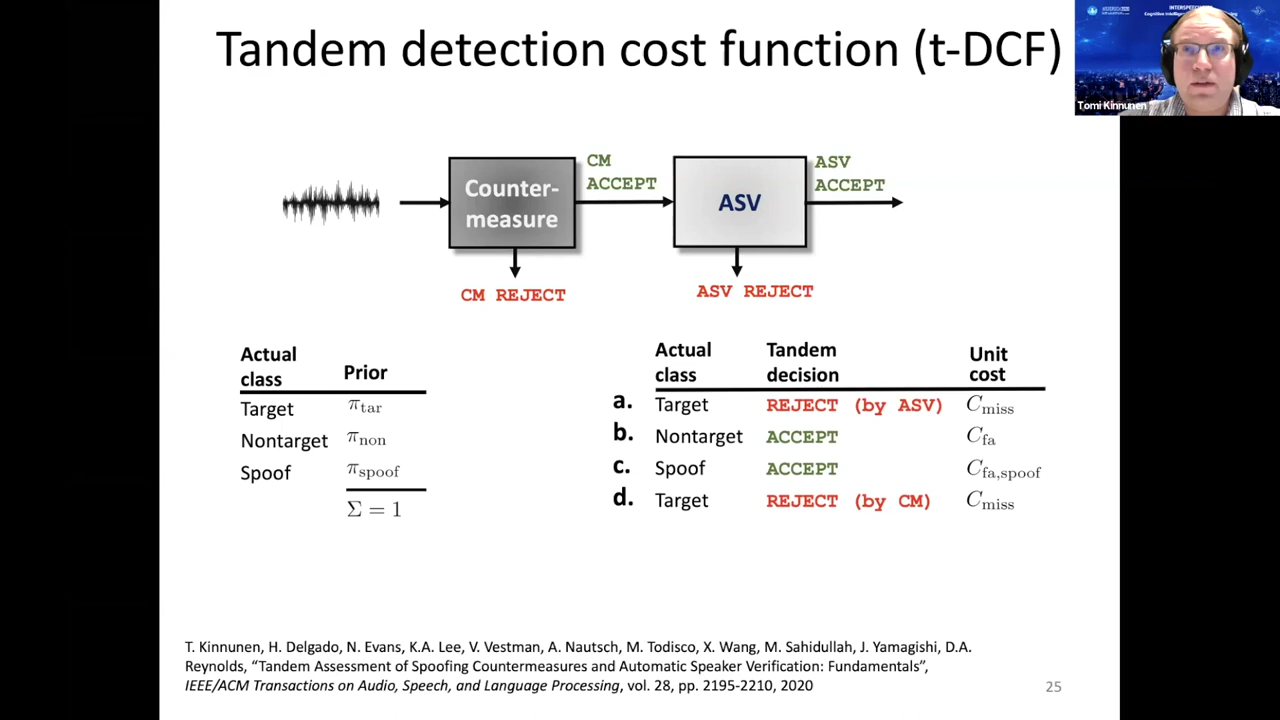 Tandem detection cost function (t-DCF)
INTERSPEECH
Tomi Kinnunen
Counter-
measure
CM
ACCEPT
ASV
ASV
ACCEPT
CM REJECT
ASV REJECT
Actual
class
Prior
Target π_tar
Nontarget π_non
Spoof π_spoof
Σ = 1
Actual
class
Tandem
decision
Unit
cost
a. Target REJECT (by ASV) C_miss
b. Nontarget ACCEPT C_fa
c. Spoof ACCEPT C_fa,spoof
d. Target REJECT (by CM) C_miss
T. Kinnunen, H. Delgado, N. Evans, K.A. Lee, V. Vestman, A. Nautsch, M. Todisco, X. Wang, M. Sahidullah, J. Yamagishi, D.A.
Reynolds, “Tandem Assessment of Spoofing Countermeasures and Automatic Speaker Verification: Fundamentals”,
IEEE/ACM Transactions on Audio, Speech, and Language Processing, vol. 28, pp. 2195-2210, 2020
25